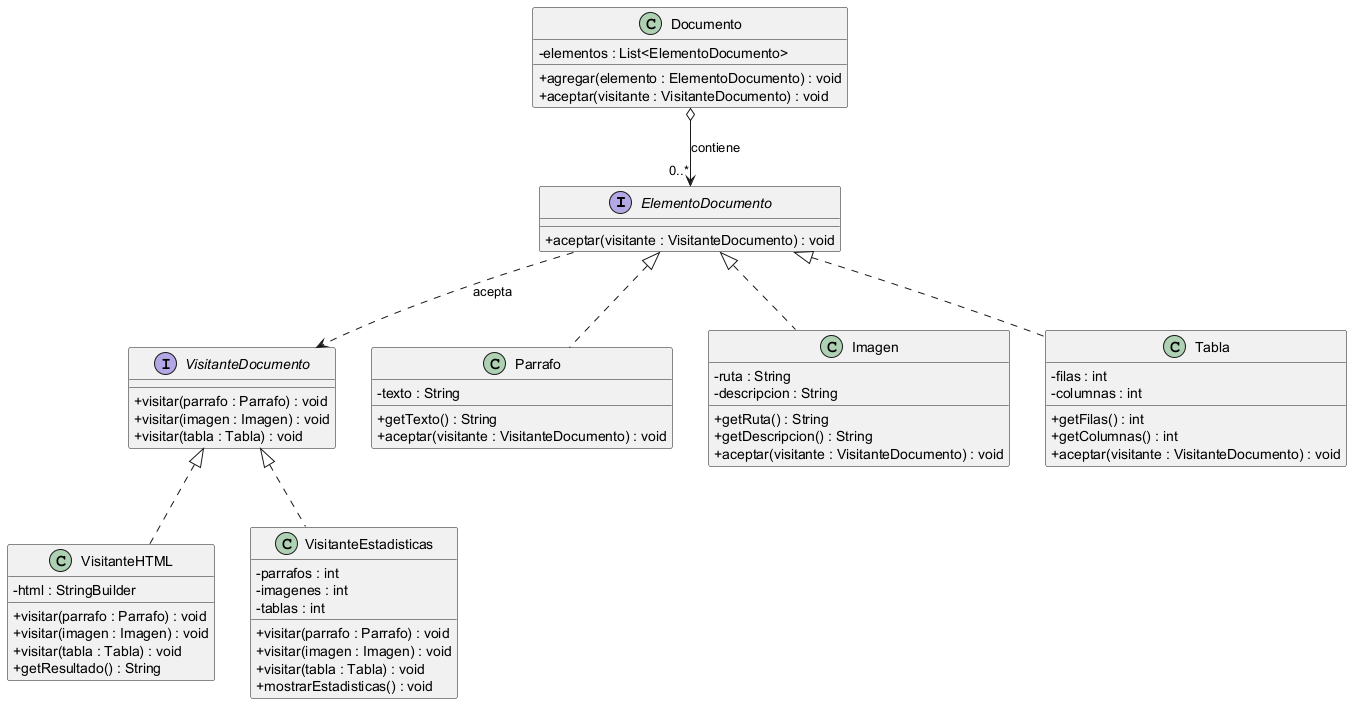 C Documento
-elementos : List<ElementoDocumento>
+agregar(elemento : ElementoDocumento) : void
+aceptar(visitante : VisitanteDocumento) : void
contiene
0..*
I ElementoDocumento
+aceptar(visitante : VisitanteDocumento) : void
acepta
I VisitanteDocumento
+visitar(parrafo : Parrafo) : void
+visitar(imagen : Imagen) : void
+visitar(tabla : Tabla) : void
C Parrafo
-texto : String
+getTexto() : String
+aceptar(visitante : VisitanteDocumento) : void
C Imagen
-ruta : String
-descripcion : String
+getRuta() : String
+getDescripcion() : String
+aceptar(visitante : VisitanteDocumento) : void
C Tabla
-filas : int
-columnas : int
+getFilas() : int
+getColumnas() : int
+aceptar(visitante : VisitanteDocumento) : void
C VisitanteHTML
-html : StringBuilder
+visitar(parrafo : Parrafo) : void
+visitar(imagen : Imagen) : void
+visitar(tabla : Tabla) : void
+getResultado() : String
C VisitanteEstadisticas
-parrafos : int
-imagenes : int
-tablas : int
+visitar(parrafo : Parrafo) : void
+visitar(imagen : Imagen) : void
+visitar(tabla : Tabla) : void
+mostrarEstadisticas() : void